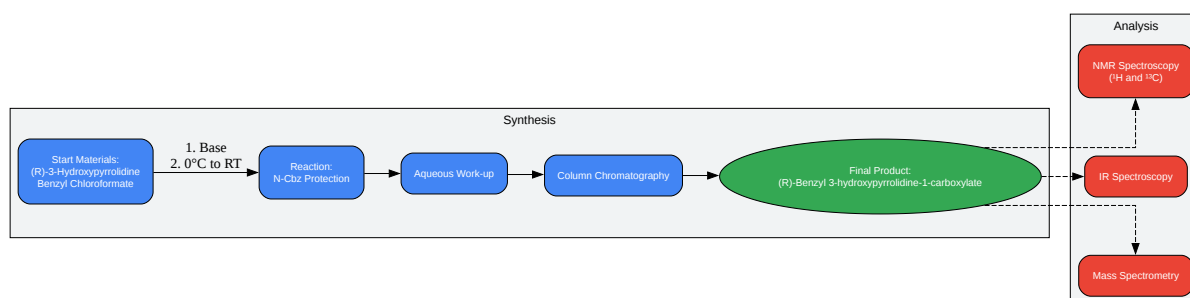 Synthesis
Start Materials:
(R)-3-Hydroxypyrrolidine
Benzyl Chloroformate
1. Base
2. 0°C to RT
Reaction:
N-Cbz Protection
Aqueous Work-up
Column Chromatography
Final Product:
(R)-Benzyl 3-hydroxypyrrolidine-1-carboxylate
Analysis
NMR Spectroscopy
(¹H and ¹³C)
IR Spectroscopy
Mass Spectrometry